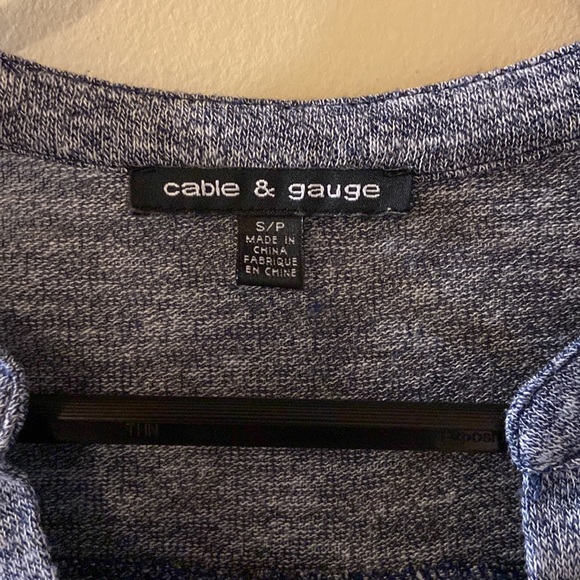 cable & gauge
S/P
MADE IN
CHINA
FABRIQUE
EN CHINE